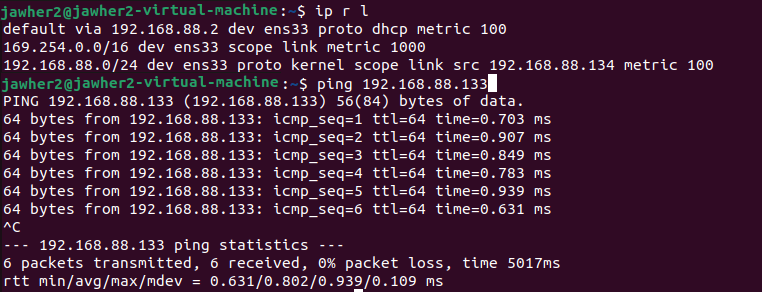 jawher2@jawher2-virtual-machine:~$ ip r l
default via 192.168.88.2 dev ens33 proto dhcp metric 100
169.254.0.0/16 dev ens33 scope link metric 1000
192.168.88.0/24 dev ens33 proto kernel scope link src 192.168.88.134 metric 100
jawher2@jawher2-virtual-machine:~$ ping 192.168.88.133
PING 192.168.88.133 (192.168.88.133) 56(84) bytes of data.
64 bytes from 192.168.88.133: icmp_seq=1 ttl=64 time=0.703 ms
64 bytes from 192.168.88.133: icmp_seq=2 ttl=64 time=0.907 ms
64 bytes from 192.168.88.133: icmp_seq=3 ttl=64 time=0.849 ms
64 bytes from 192.168.88.133: icmp_seq=4 ttl=64 time=0.783 ms
64 bytes from 192.168.88.133: icmp_seq=5 ttl=64 time=0.939 ms
64 bytes from 192.168.88.133: icmp_seq=6 ttl=64 time=0.631 ms
^C
--- 192.168.88.133 ping statistics ---
6 packets transmitted, 6 received, 0% packet loss, time 5017ms
rtt min/avg/max/mdev = 0.631/0.802/0.939/0.109 ms